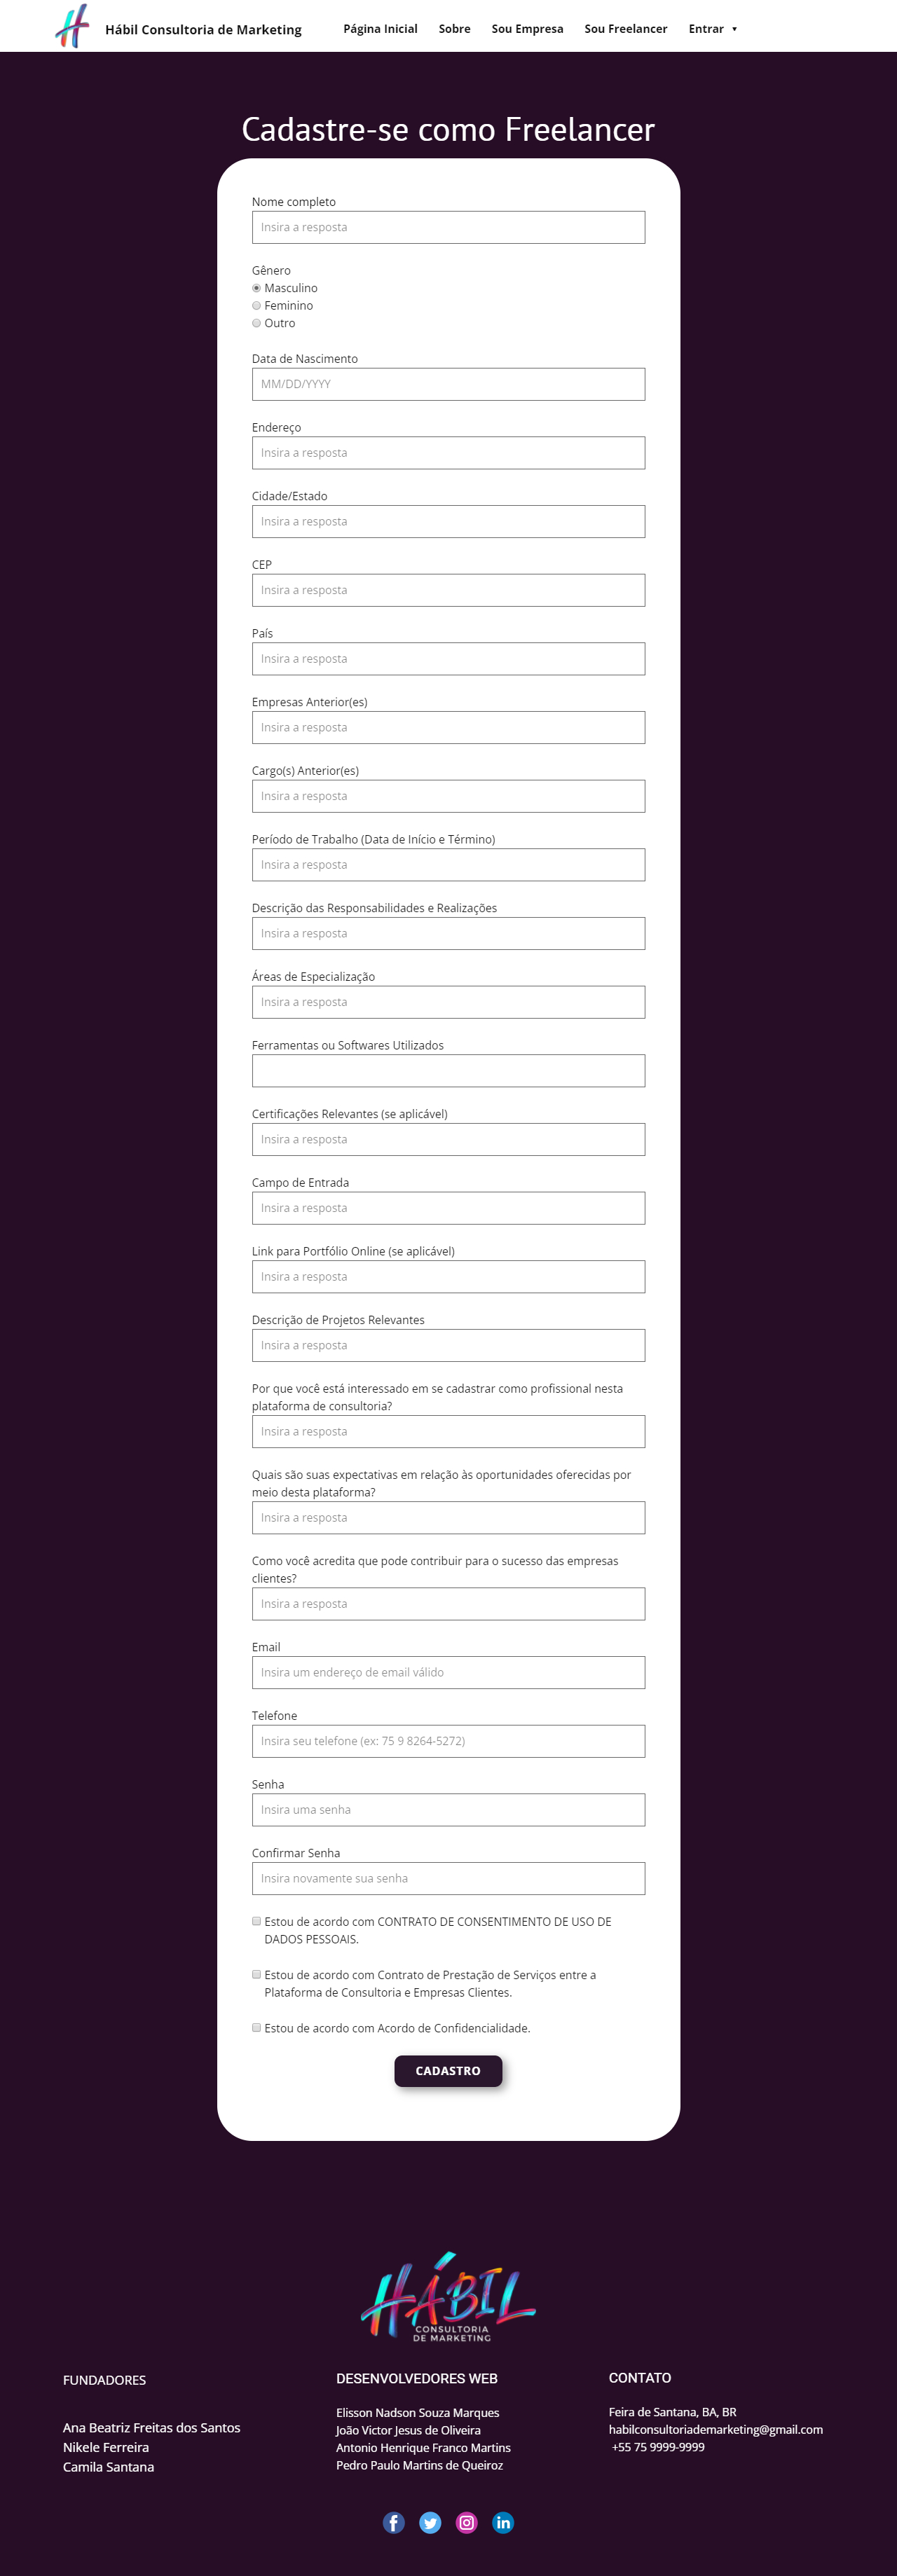 Hábil Consultoria de Marketing
Página Inicial Sobre Sou Empresa Sou Freelancer Entrar ▼
Cadastre-se como Freelancer
Nome completo
Insira a resposta
Gênero
Masculino
Feminino
Outro
Data de Nascimento
MM/DD/YYYY
Endereço
Insira a resposta
Cidade/Estado
Insira a resposta
CEP
Insira a resposta
País
Insira a resposta
Empresas Anterior(es)
Insira a resposta
Cargo(s) Anterior(es)
Insira a resposta
Período de Trabalho (Data de Início e Término)
Insira a resposta
Descrição das Responsabilidades e Realizações
Insira a resposta
Áreas de Especialização
Insira a resposta
Ferramentas ou Softwares Utilizados
Certificações Relevantes (se aplicável)
Insira a resposta
Campo de Entrada
Insira a resposta
Link para Portfólio Online (se aplicável)
Insira a resposta
Descrição de Projetos Relevantes
Insira a resposta
Por que você está interessado em se cadastrar como profissional nesta
plataforma de consultoria?
Insira a resposta
Quais são suas expectativas em relação às oportunidades oferecidas por
meio desta plataforma?
Insira a resposta
Como você acredita que pode contribuir para o sucesso das empresas
clientes?
Insira a resposta
Email
Insira um endereço de email válido
Telefone
Insira seu telefone (ex: 75 9 8264-5272)
Senha
Insira uma senha
Confirmar Senha
Insira novamente sua senha
Estou de acordo com CONTRATO DE CONSENTIMENTO DE USO DE
DADOS PESSOAIS.
Estou de acordo com Contrato de Prestação de Serviços entre a
Plataforma de Consultoria e Empresas Clientes.
Estou de acordo com Acordo de Confidencialidade.
CADASTRO
HÁBIL
CONSULTORIA
DE MARKETING
FUNDADORES
Ana Beatriz Freitas dos Santos
Nikele Ferreira
Camila Santana
DESENVOLVEDORES WEB
Elisson Nadson Souza Marques
João Victor Jesus de Oliveira
Antonio Henrique Franco Martins
Pedro Paulo Martins de Queiroz
CONTATO
Feira de Santana, BA, BR
habilconsultoriademarketing@gmail.com
+55 75 9999-9999